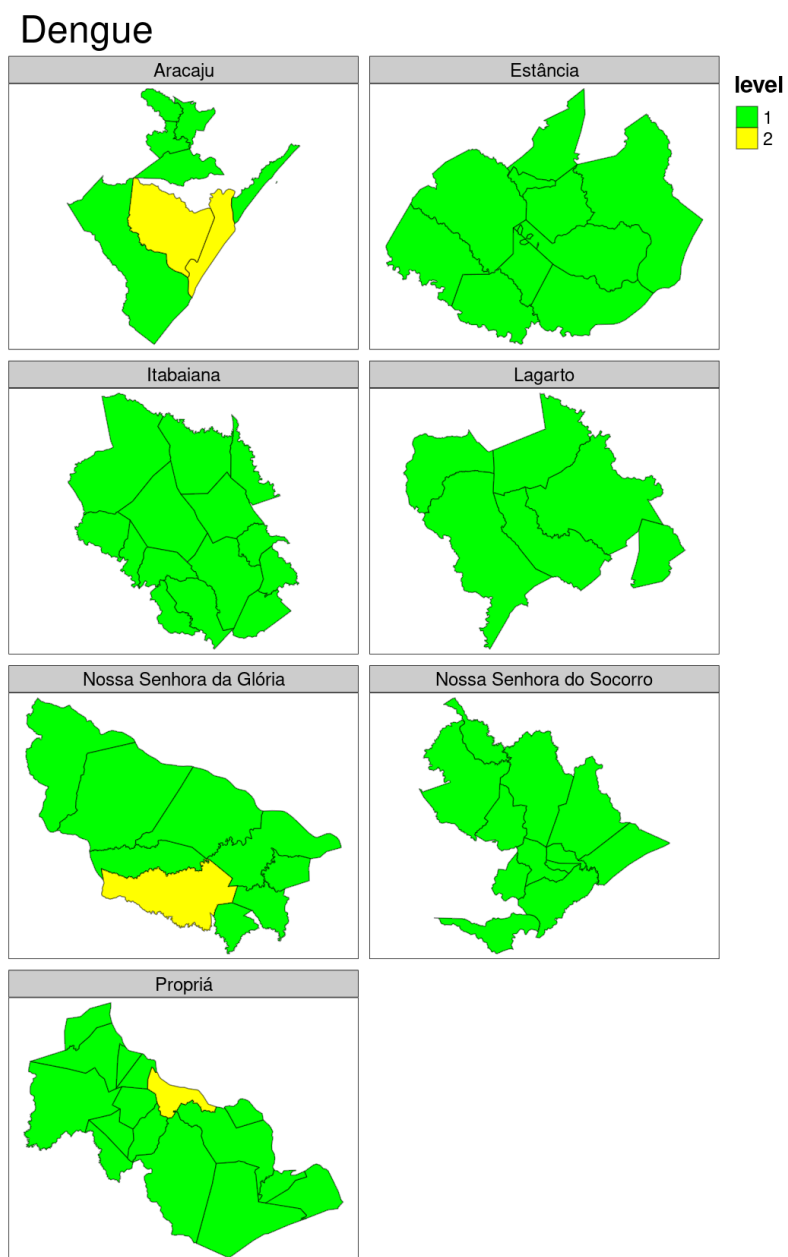 Dengue
Aracaju
Estância
level
1
2
Itabaiana
Lagarto
Nossa Senhora da Glória
Nossa Senhora do Socorro
Propriá